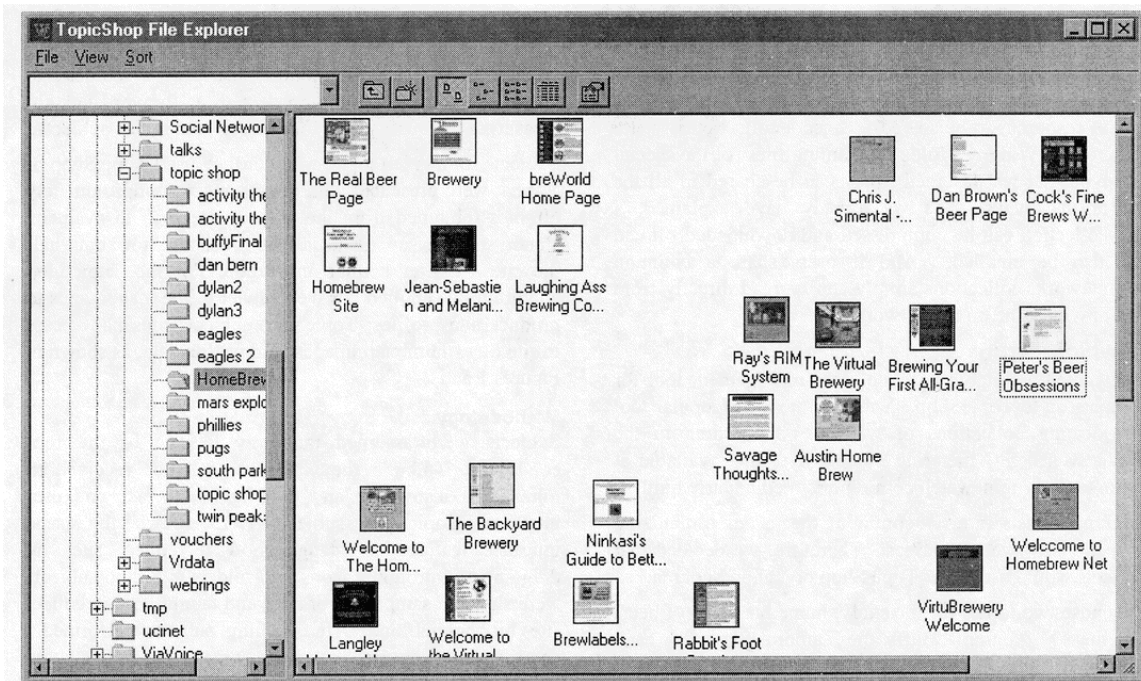 TopicShop File Explorer
File View Sort
Social Networ
talks
topic shop
activity the
activity the
buffyFinal
dan bern
dylan2
dylan3
eagles
eagles 2
HomeBrew
mars explo
phillies
pugs
south park
topic shop
twin peaks
vouchers
Vrdata
webrings
tmp
ucinet
ViaVoice
The Real Beer
Page
Brewery
breWorld
Home Page
Chris J.
Simental -...
Dan Brown's
Beer Page
Cock's Fine
Brews W...
Homebrew
Site
Jean-Sebastie
n and Melani...
Laughing Ass
Brewing Co...
Ray's RIM
System
The Virtual
Brewery
Brewing Your
First All-Gra...
Peter's Beer
Obsessions
Savage
Thoughts...
Austin Home
Brew
Welcome to
The Hom...
The Backyard
Brewery
Ninkasi's
Guide to Bett...
Welccome to
Homebrew Net
VirtuBrewery
Welcome
Langley
Welcome to
the Virtual
Brewlabels...
Rabbit's Foot